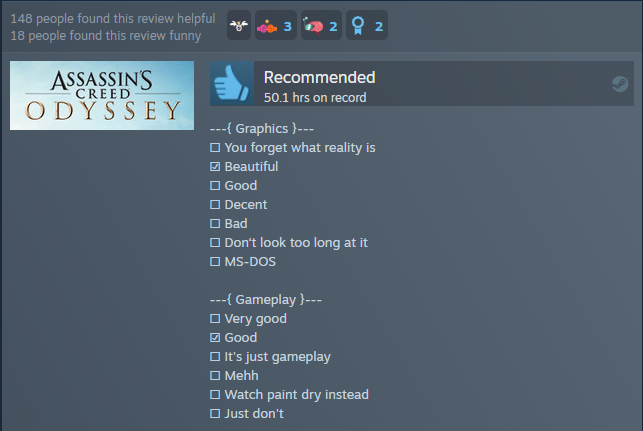 148 people found this review helpful
18 people found this review funny
3
2
2
ASSASSIN'S
CREED
ODYSSEY
Recommended
50.1 hrs on record
---{ Graphics }---
☐ You forget what reality is
☑ Beautiful
☐ Good
☐ Decent
☐ Bad
☐ Don‘t look too long at it
☐ MS-DOS
---{ Gameplay }---
☐ Very good
☑ Good
☐ It's just gameplay
☐ Mehh
☐ Watch paint dry instead
☐ Just don't